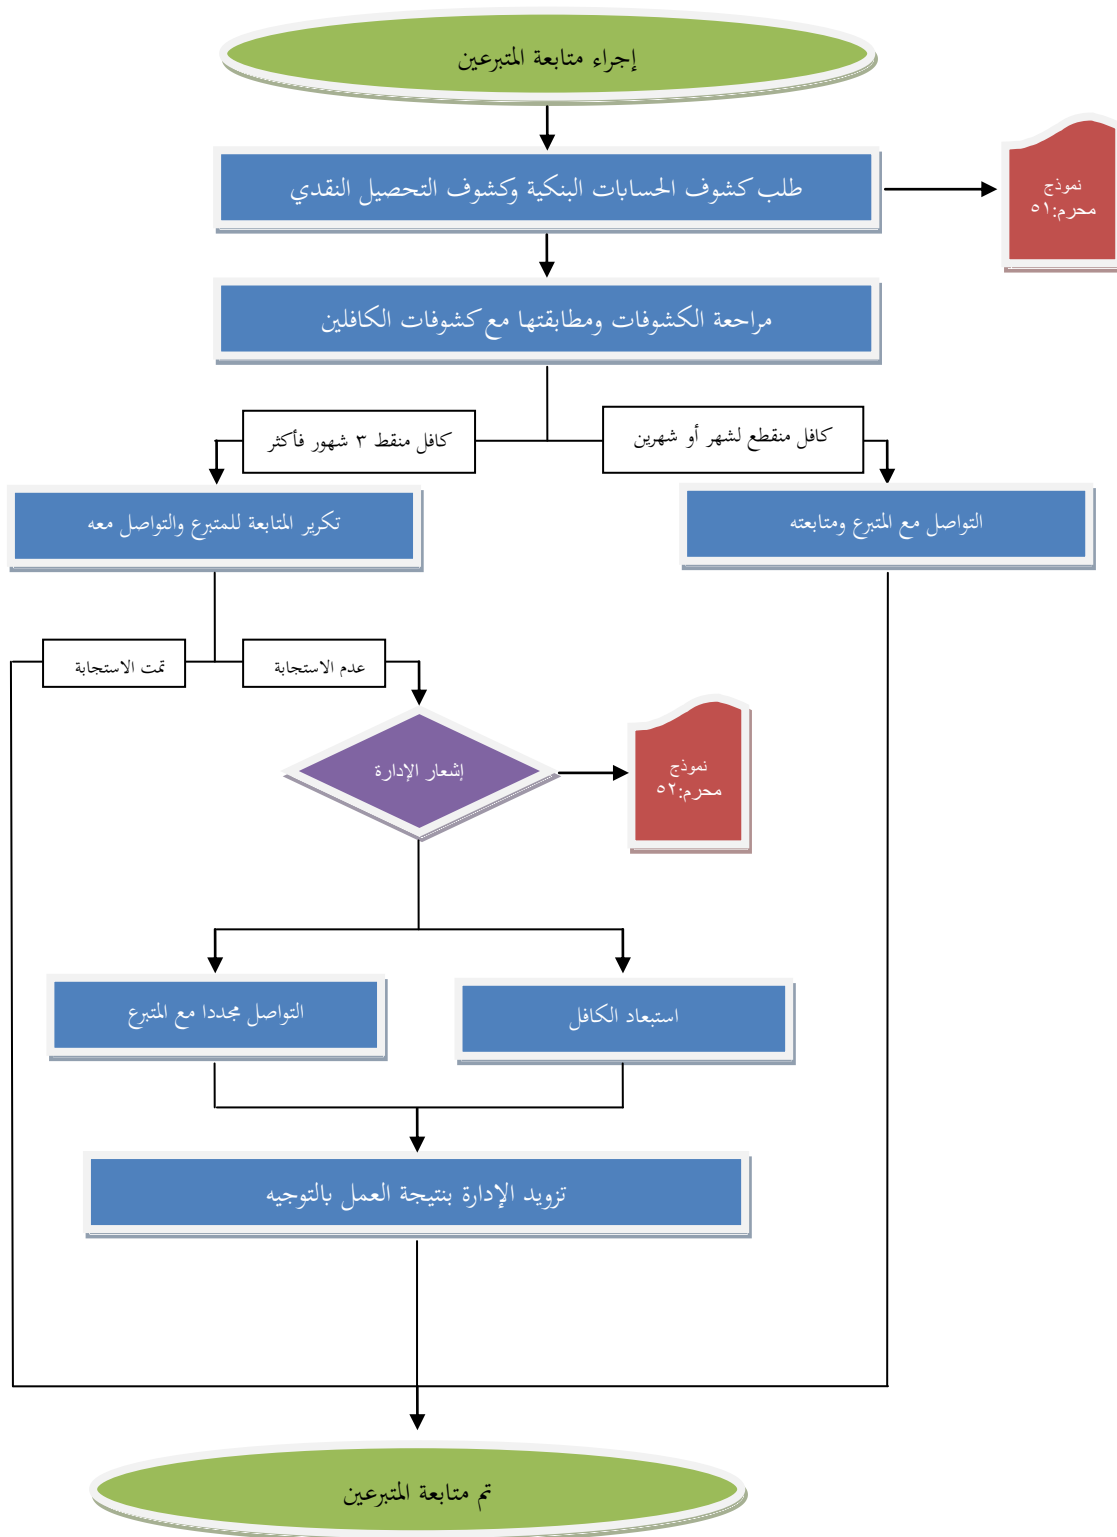 إجراء متابعة المتبرعين
طلب كشوف الحسابات البنكية وكشوف التحصيل النقدي
نموذج
محرم:٥١
مراحعة الكشوفات ومطابقتها مع كشوفات الكافلين
كافل منقطع لشهر أو شهرين
كافل منقط ٣ شهور فأكثر
التواصل مع المتبرع ومتابعته
تكرير المتابعة للمتبرع والتواصل معه
عدم الاستجابة
تمت الاستجابة
إشعار الإدارة
نموذج
محرم:٥٢
استبعاد الكافل
التواصل مجددا مع المتبرع
تزويد الإدارة بنتيجة العمل بالتوجيه
تم متابعة المتبرعين